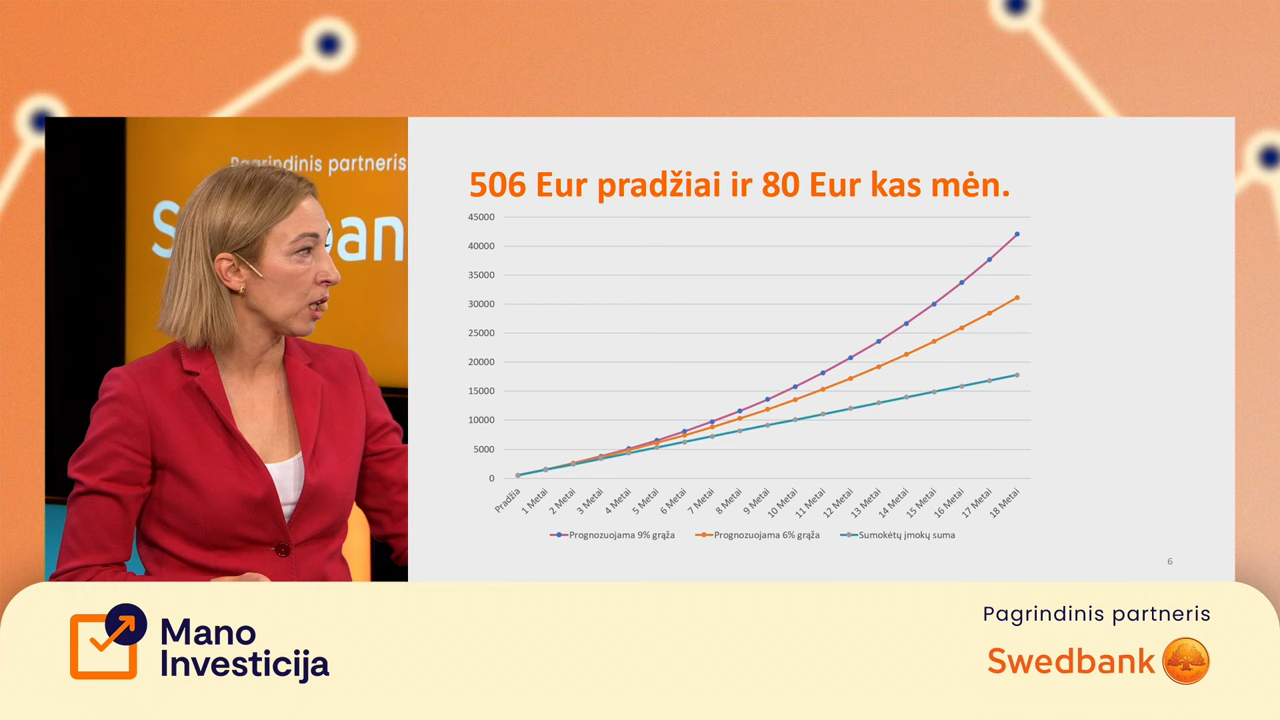 Pagrindinis partneris
506 Eur pradžiai ir 80 Eur kas mėn.
45000
40000
35000
30000
25000
20000
15000
10000
5000
0
Pradžia
1 Metai
2 Metai
3 Metai
4 Metai
5 Metai
6 Metai
7 Metai
8 Metai
9 Metai
10 Metai
11 Metai
12 Metai
13 Metai
14 Metai
15 Metai
16 Metai
17 Metai
18 Metai
Prognozuojama 9% grąža
Prognozuojama 6% grąža
Sumokėtų įmokų suma
6
Mano
Investicija
Pagrindinis partneris
Swedbank